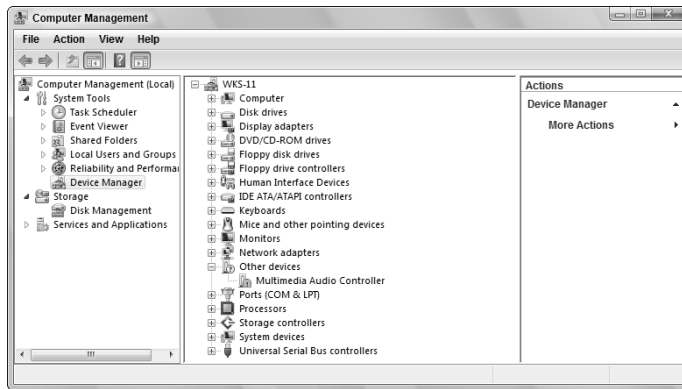 Computer Management
File Action View Help
Computer Management (Local)
System Tools
Task Scheduler
Event Viewer
Shared Folders
Local Users and Groups
Reliability and Performa
Device Manager
Storage
Disk Management
Services and Applications
WKS-11
Computer
Disk drives
Display adapters
DVD/CD-ROM drives
Floppy disk drives
Floppy drive controllers
Human Interface Devices
IDE ATA/ATAPI controllers
Keyboards
Mice and other pointing devices
Monitors
Network adapters
Other devices
Multimedia Audio Controller
Ports (COM & LPT)
Processors
Storage controllers
System devices
Universal Serial Bus controllers
Actions
Device Manager
More Actions